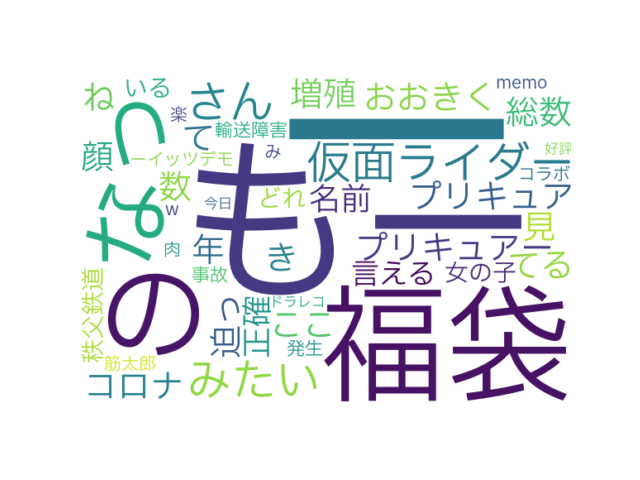 ね
いる
楽
さん
増殖
おおきく
memo
総数
なっ
て
輸送障害
ー
顔
ーイッツデモ
み
仮面ライダー
好評
コラボ
数
も
どれ
名前
プリキュア
w
今日
の
肉
年
き
ー
プリキュアー
見
てる
言える
女の子
秩父鉄道
事故
迫っ
正確
ドラレコ
ここ
発生
福袋
筋太郎
コロナ
みたい